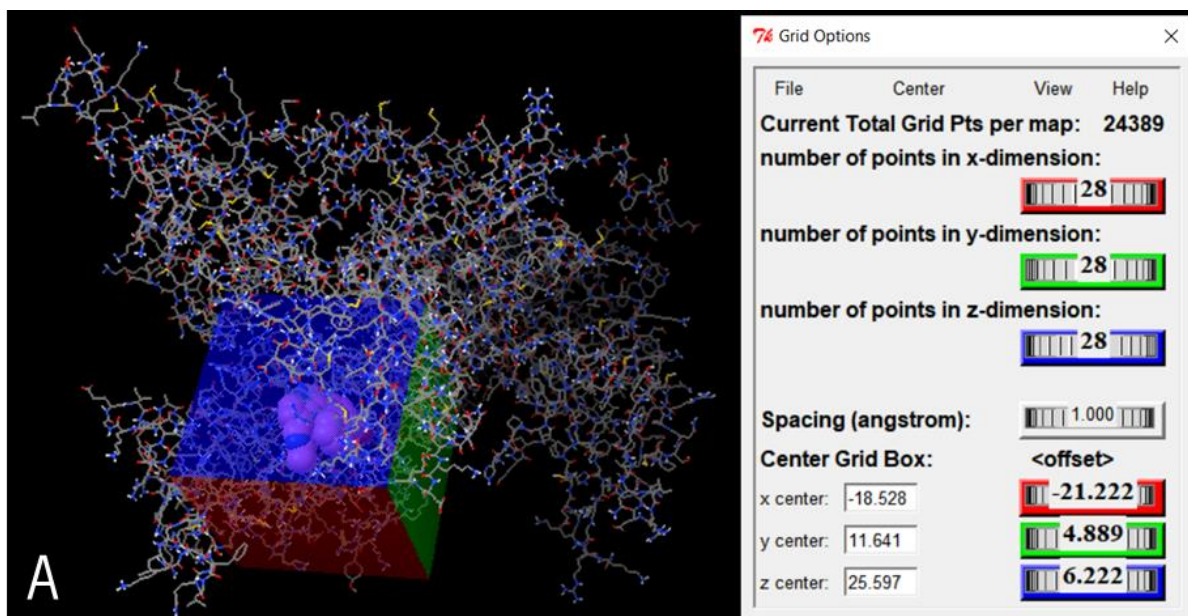 Grid Options
File Center View Help
Current Total Grid Pts per map: 24389
number of points in x-dimension:
28
number of points in y-dimension:
28
number of points in z-dimension:
28
Spacing (angstrom): 1.000
Center Grid Box: <offset>
x center: -18.528 -21.222
y center: 11.641 4.889
z center: 25.597 6.222
A